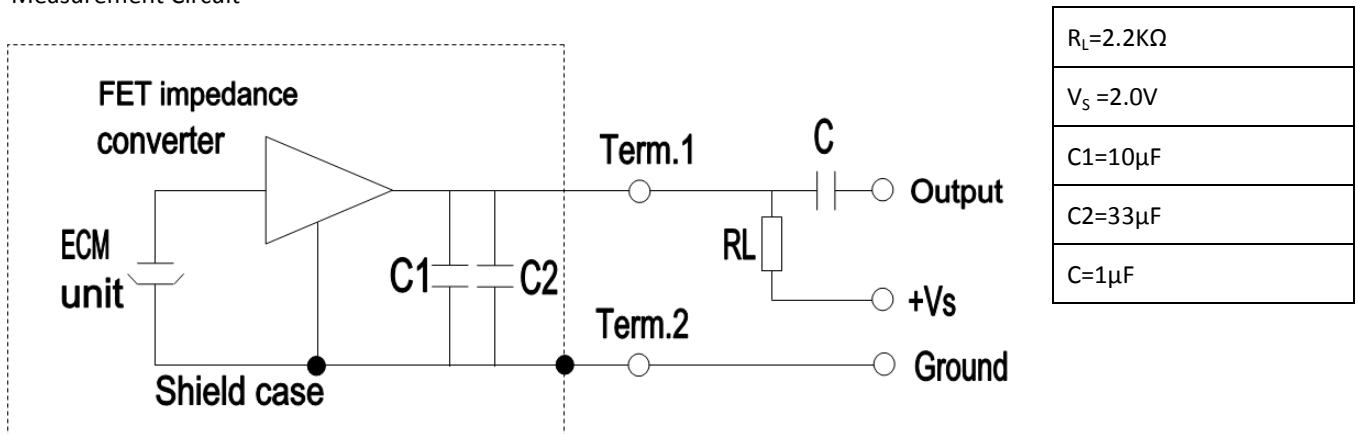 Measurement Circuit
FET impedance
converter
ECM
unit
C1
C2
Shield case
Term.1
Term.2
C
RL
Output
+Vs
Ground
RL=2.2KΩ
VS =2.0V
C1=10µF
C2=33µF
C=1µF